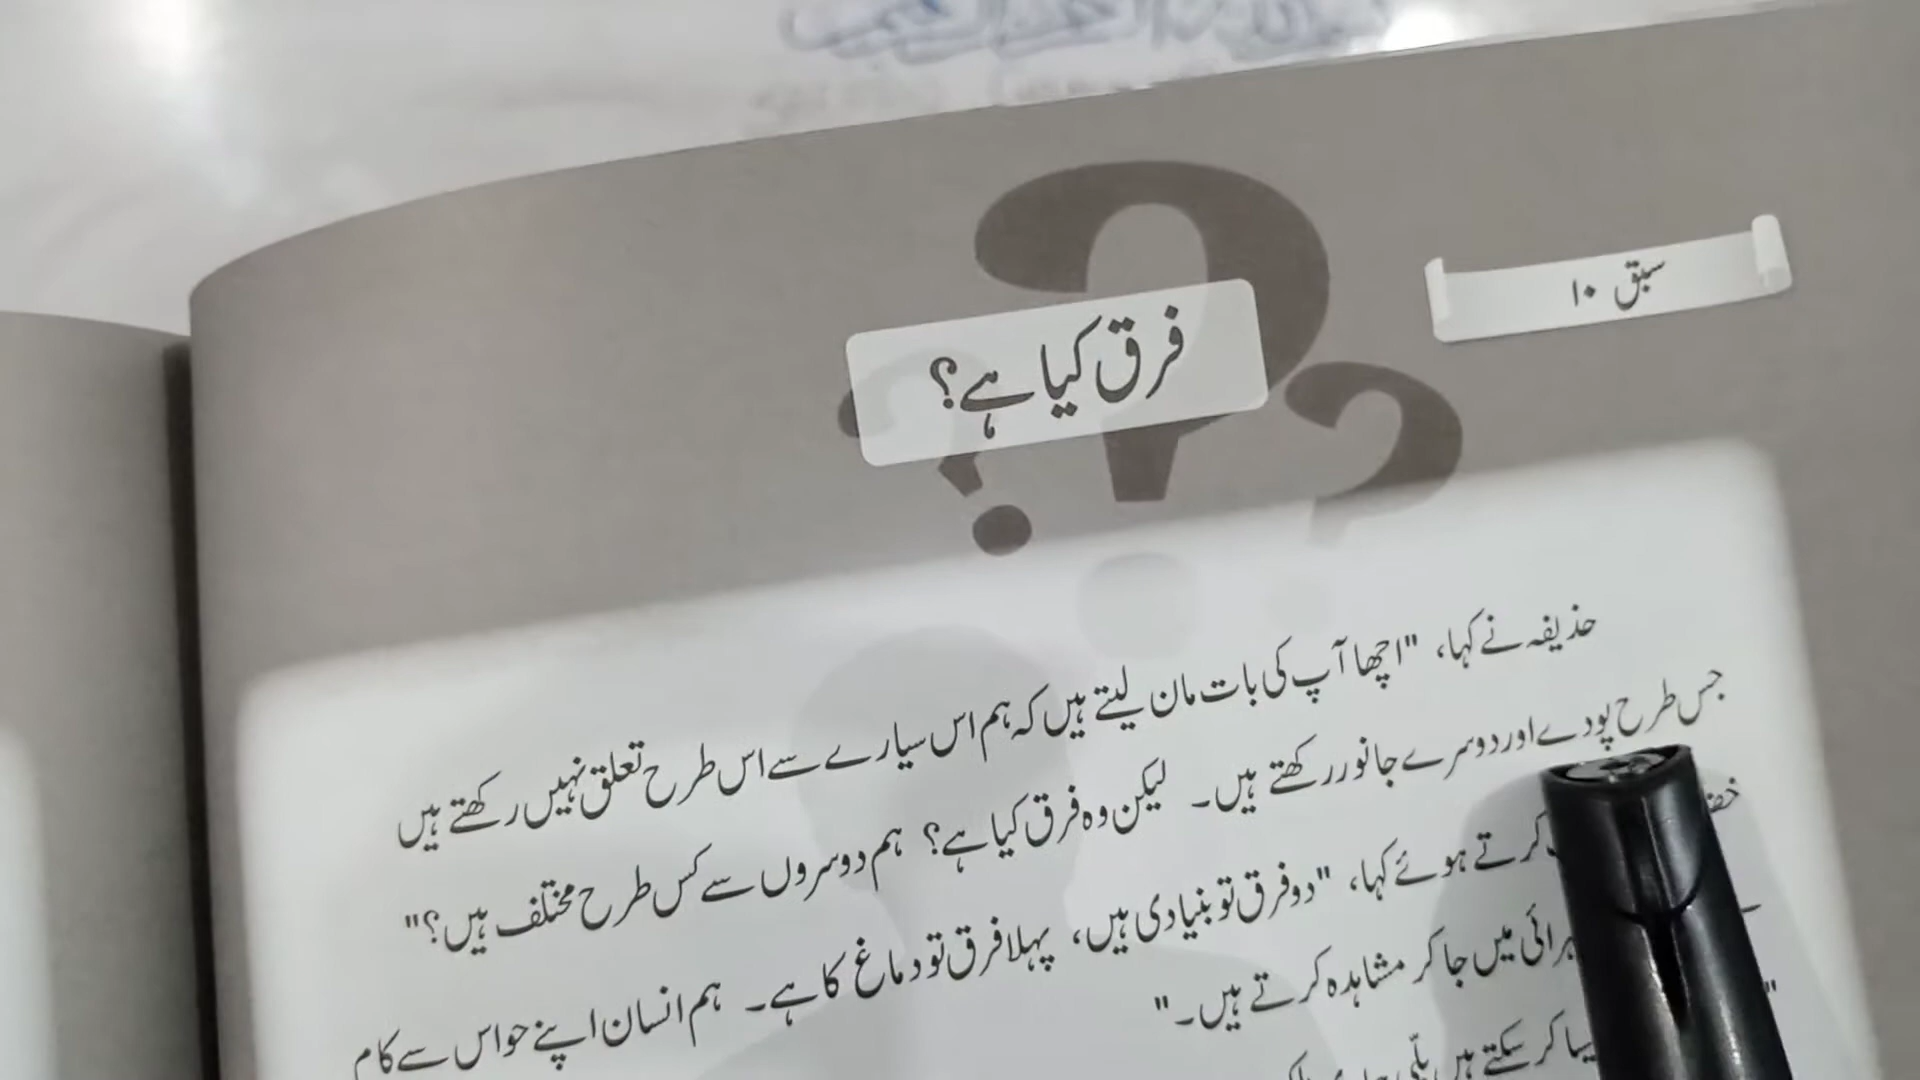 سبق ۱۰
فرق کیا ہے؟
حذیفہ نے کہا، "اچھا آپ کی بات مان لیتے ہیں کہ ہم اس سیارے سے اس طرح تعلق نہیں رکھتے ہیں
جس طرح پودے اور دوسرے جانور رکھتے ہیں۔ لیکن وہ فرق کیا ہے؟ ہم دوسروں سے کس طرح مختلف ہیں؟"
کرتے ہوئے کہا، "دو فرق تو بنیادی ہیں، پہلا فرق تو دماغ کا ہے۔ ہم انسان اپنے حواس سے کام
میں جا کر مشاہدہ کرتے ہیں۔"
کر سکتے ہیں